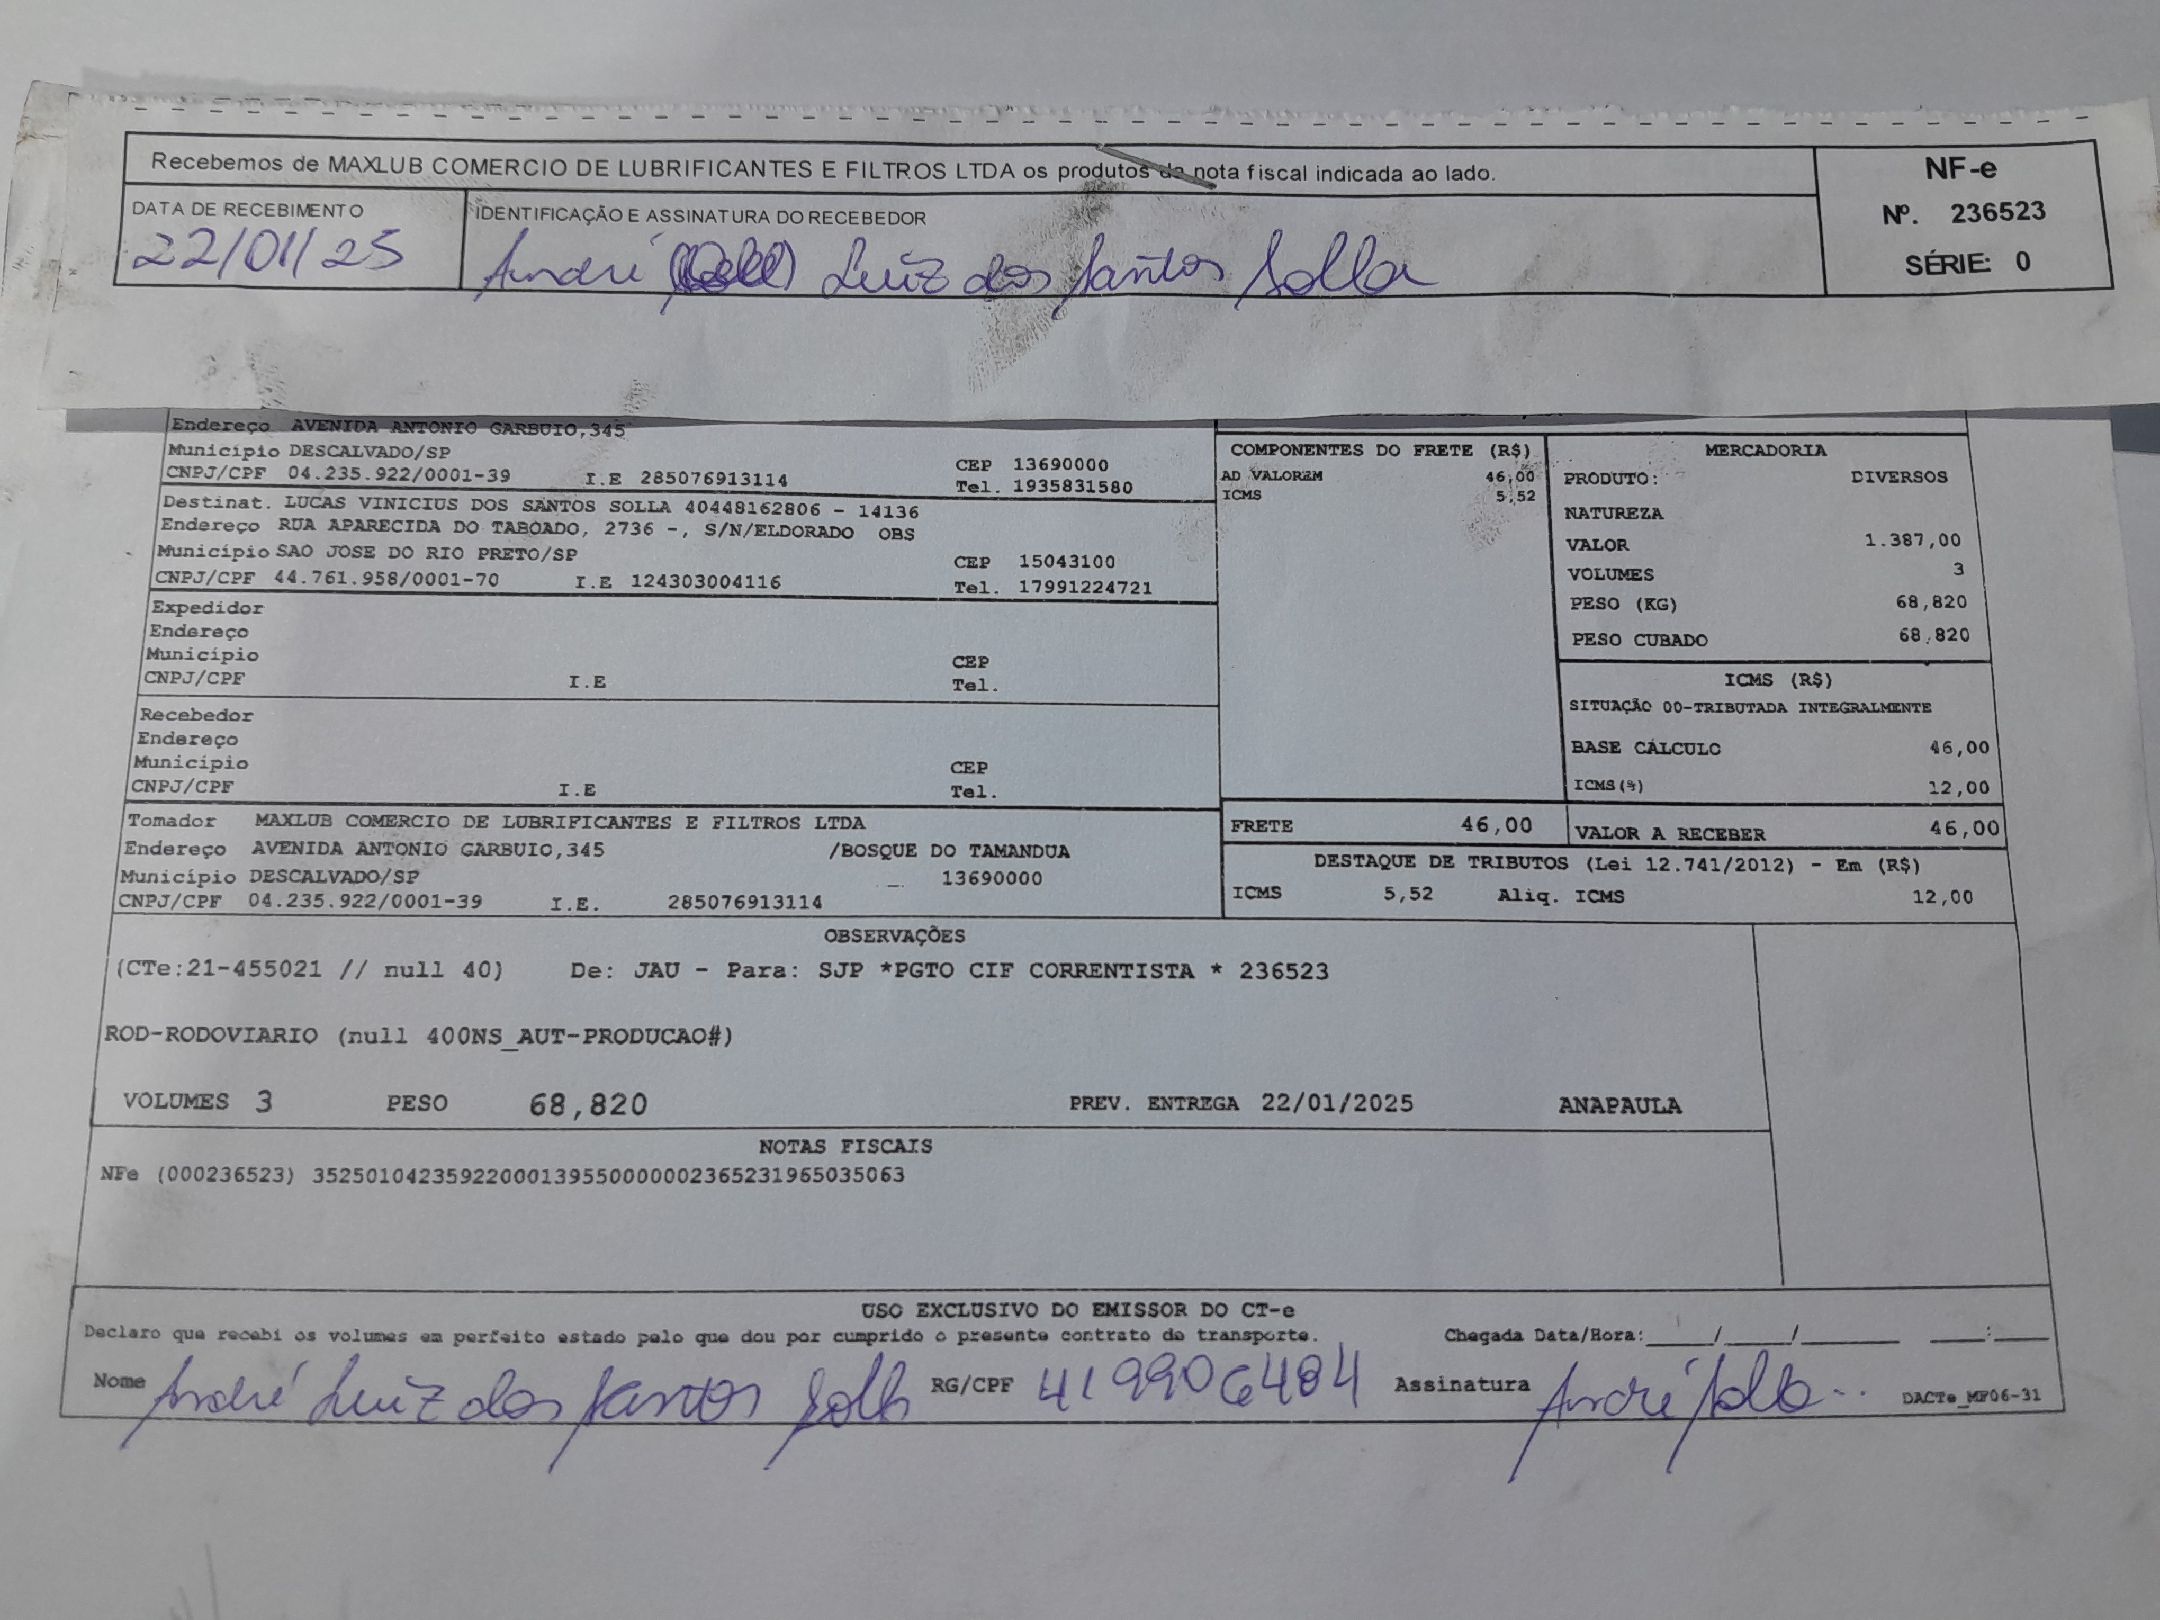 Recebemos de MAXLUB COMERCIO DE LUBRIFICANTES E FILTROS LTDA os produtos da nota fiscal indicada ao lado.
NF-e
Nº. 236523
SÉRIE: 0
DATA DE RECEBIMENTO
22/01/25
IDENTIFICAÇÃO E ASSINATURA DO RECEBEDOR
André Luiz dos Santos Solla
Endereço AVENIDA ANTONIO GARBUIO,345
Município DESCALVADO/SP
CEP 13690000
CNPJ/CPF 04.235.922/0001-39 I.E 285076913114
Tel. 1935831580
Destinat. LUCAS VINICIUS DOS SANTOS SOLLA 40448162806 - 14136
Endereço RUA APARECIDA DO TABOADO, 2736 -, S/N/ELDORADO OBS
Município SAO JOSE DO RIO PRETO/SP
CEP 15043100
CNPJ/CPF 44.761.958/0001-70 I.E 124303004116
Tel. 17991224721
Expedidor
Endereço
Município
CEP
CNPJ/CPF I.E Tel.
Recebedor
Endereço
Município
CEP
CNPJ/CPF I.E Tel.
Tomador MAXLUB COMERCIO DE LUBRIFICANTES E FILTROS LTDA
Endereço AVENIDA ANTONIO GARBUIO,345 /BOSQUE DO TAMANDUA
Município DESCALVADO/SP 13690000
CNPJ/CPF 04.235.922/0001-39 I.E. 285076913114
COMPONENTES DO FRETE (R$)
AD VALOREM 46,00
ICMS 5,52
MERCADORIA
PRODUTO: DIVERSOS
NATUREZA
VALOR 1.387,00
VOLUMES 3
PESO (KG) 68,820
PESO CUBADO 68,820
ICMS (R$)
SITUAÇÃO 00-TRIBUTADA INTEGRALMENTE
BASE CÁLCULO 46,00
ICMS(%) 12,00
FRETE 46,00
VALOR A RECEBER 46,00
DESTAQUE DE TRIBUTOS (Lei 12.741/2012) - Em (R$)
ICMS 5,52 Aliq. ICMS 12,00
OBSERVAÇÕES
(CTe:21-455021 // null 40) De: JAU - Para: SJP *PGTO CIF CORRENTISTA * 236523
ROD-RODOVIARIO (null 400NS_AUT-PRODUCAO#)
VOLUMES 3 PESO 68,820 PREV. ENTREGA 22/01/2025 ANAPAULA
NOTAS FISCAIS
NFe (000236523) 35250104235922000139550000002365231965035063
USO EXCLUSIVO DO EMISSOR DO CT-e
Declaro que recebi os volumes em perfeito estado pelo que dou por cumprido o presente contrato de transporte. Chegada Data/Hora:_____/_____/________ ____:____
Nome André Luiz dos Santos Solla RG/CPF 419906484 Assinatura André Solla
DACTe_MF06-31